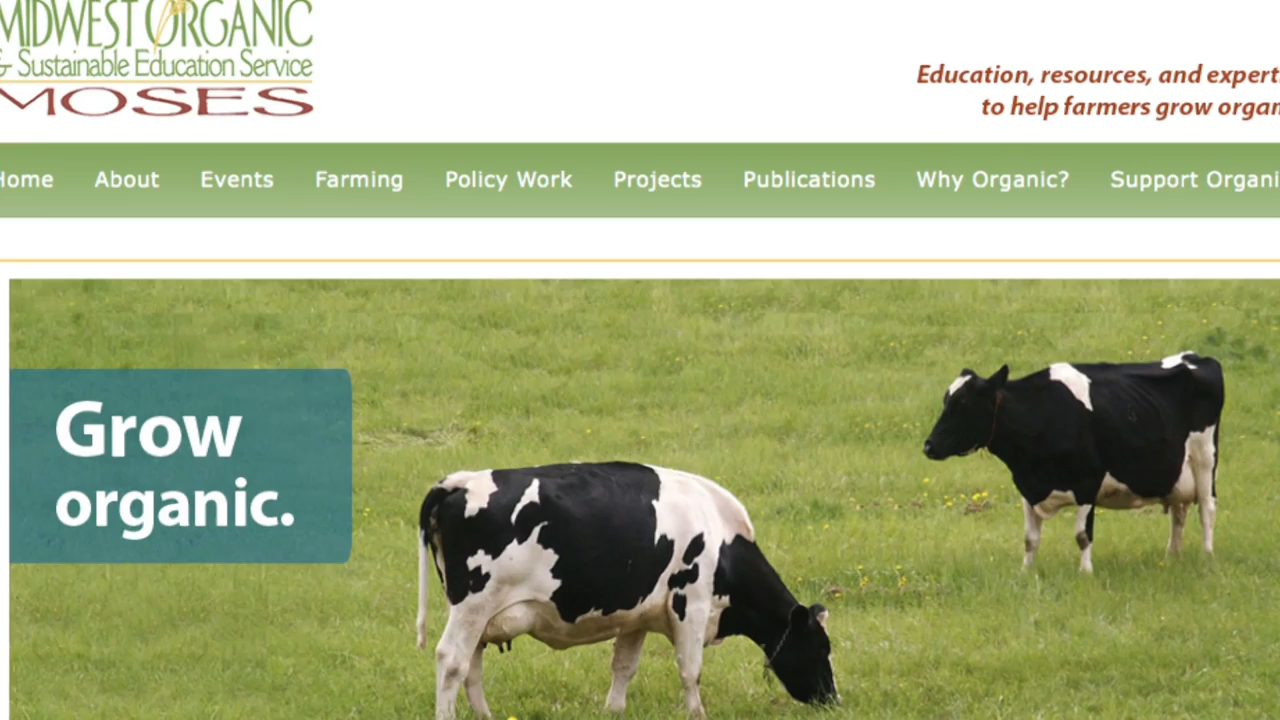 MIDWEST ORGANIC
& Sustainable Education Service
MOSES
Education, resources, and expert
to help farmers grow organ
Home About Events Farming Policy Work Projects Publications Why Organic? Support Organi
Grow
organic.